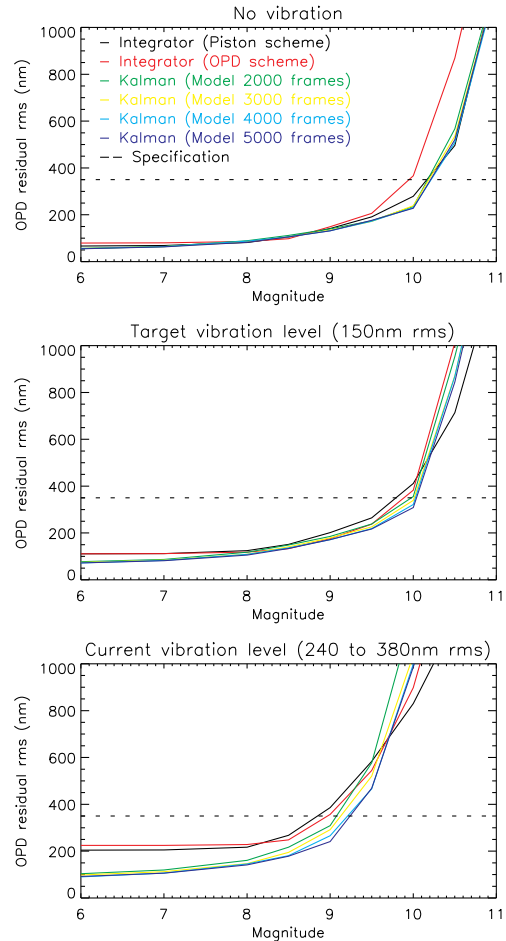 No vibration
1000
800
600
400
200
0
OPD residual rms (nm)
Integrator (Piston scheme)
Integrator (OPD scheme)
Kalman (Model 2000 frames)
Kalman (Model 3000 frames)
Kalman (Model 4000 frames)
Kalman (Model 5000 frames)
Specification
6 7 8 9 10 11
Magnitude
Target vibration level (150nm rms)
1000
800
600
400
200
0
OPD residual rms (nm)
6 7 8 9 10 11
Magnitude
Current vibration level (240 to 380nm rms)
1000
800
600
400
200
0
OPD residual rms (nm)
6 7 8 9 10 11
Magnitude